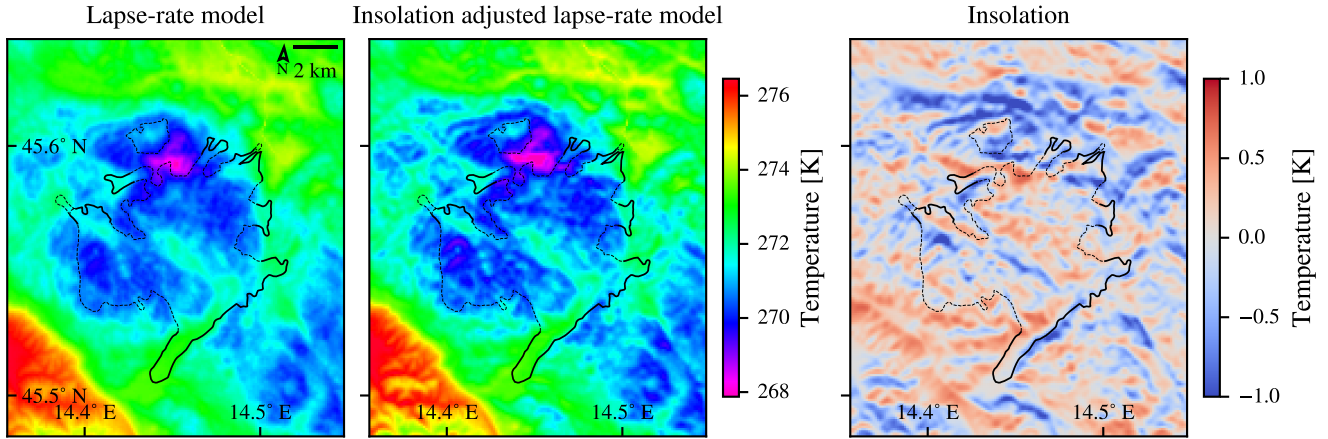 Lapse-rate model
Insolation adjusted lapse-rate model
Insolation
N
2 km
45.6° N
45.5° N
14.4° E
14.5° E
14.4° E
14.5° E
276
274
272
270
268
Temperature [K]
14.4° E
14.5° E
1.0
0.5
0.0
−0.5
−1.0
Temperature [K]